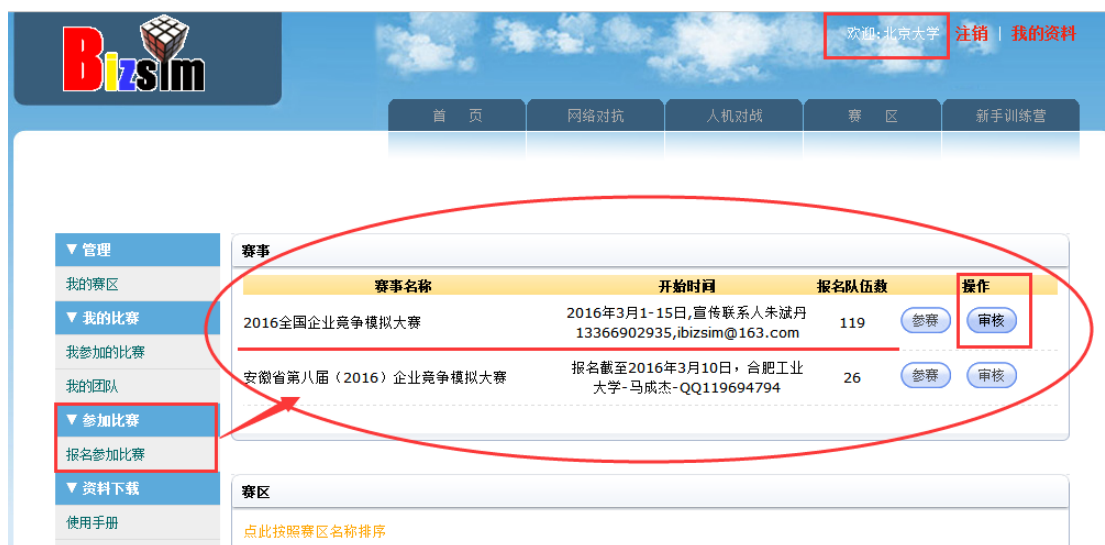 Bizsim
欢迎:北京大学 注销 | 我的资料
首 页 网络对抗 人机对战 赛 区 新手训练营
▼ 管理
我的赛区
▼ 我的比赛
我参加的比赛
我的团队
▼ 参加比赛
报名参加比赛
▼ 资料下载
使用手册
赛事
赛事名称 开始时间 报名队伍数 操作
2016全国企业竞争模拟大赛 2016年3月1-15日,宣传联系人朱斌丹 119 参赛 审核
13366902935,ibizsim@163.com
安徽省第八届（2016）企业竞争模拟大赛 报名截至2016年3月10日，合肥工业 26 参赛 审核
大学-马成杰-QQ119694794
赛区
点此按照赛区名称排序